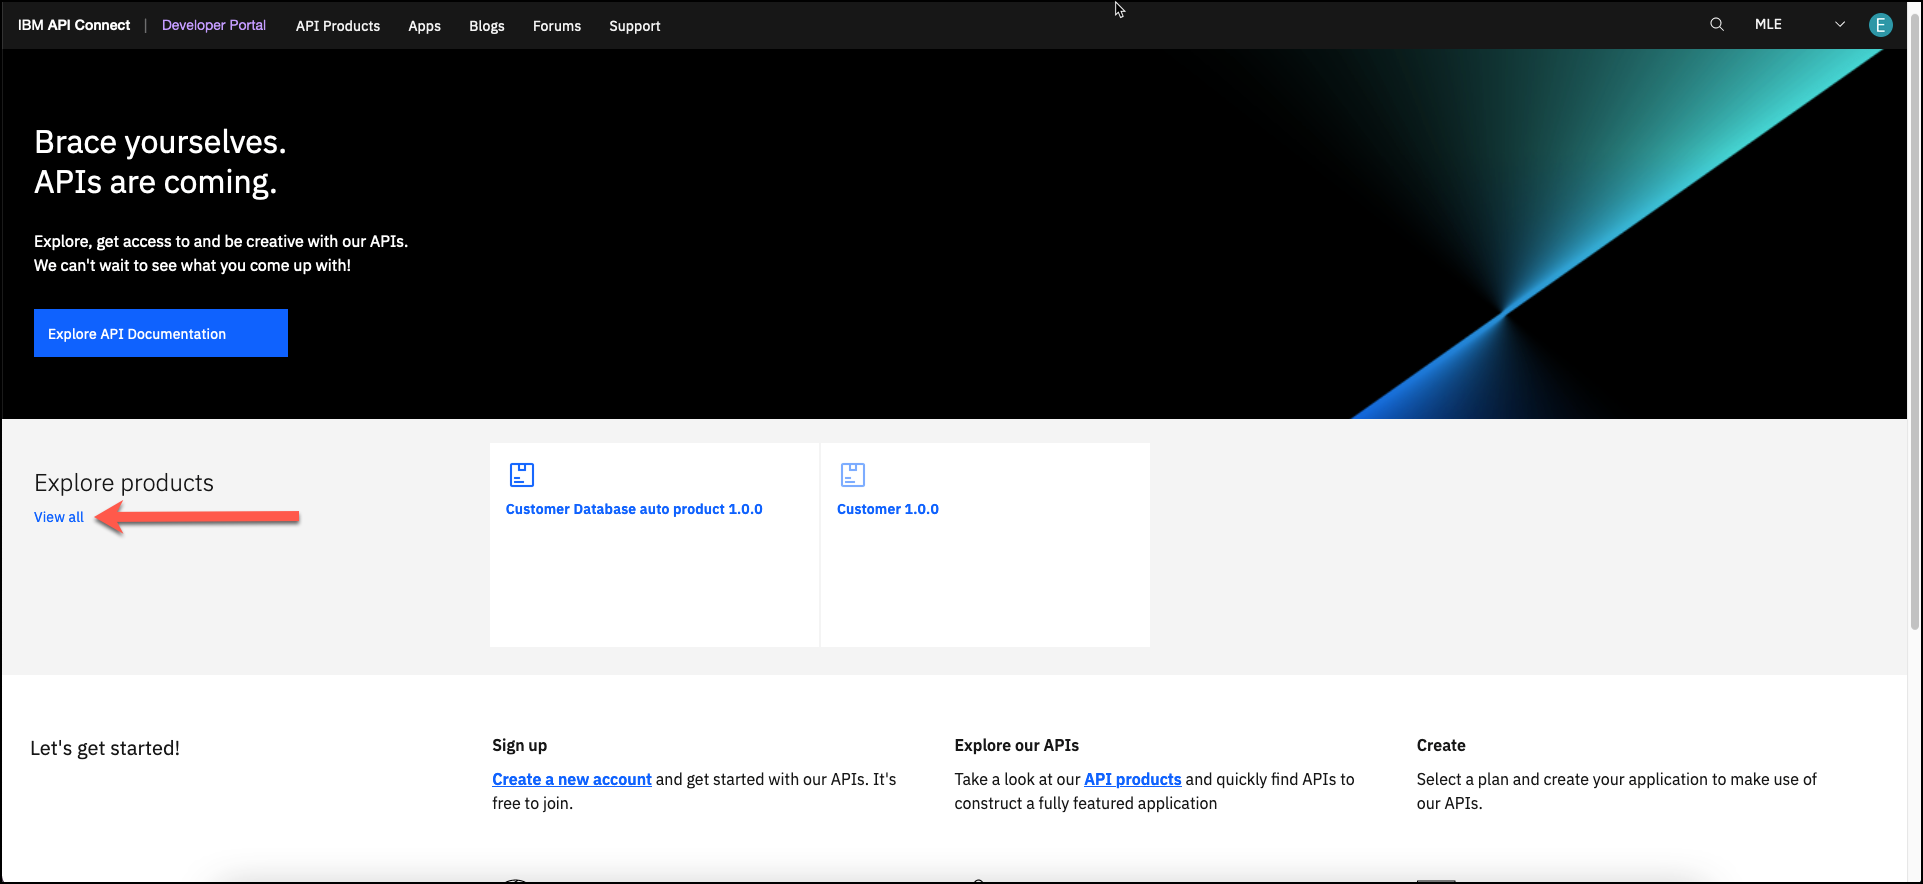 IBM API Connect | Developer Portal API Products Apps Blogs Forums Support MLE E
Brace yourselves.
APIs are coming.
Explore, get access to and be creative with our APIs.
We can't wait to see what you come up with!
Explore API Documentation
Explore products
View all
Customer Database auto product 1.0.0
Customer 1.0.0
Let's get started!
Sign up
Create a new account and get started with our APIs. It's
free to join.
Explore our APIs
Take a look at our API products and quickly find APIs to
construct a fully featured application
Create
Select a plan and create your application to make use of
our APIs.